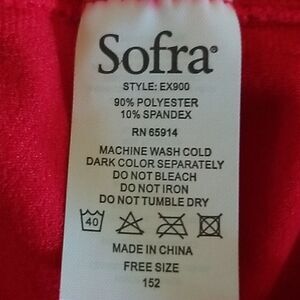 Sofra®
STYLE: EX900
90% POLYESTER
10% SPANDEX
RN 65914
MACHINE WASH COLD
DARK COLOR SEPARATELY
DO NOT BLEACH
DO NOT IRON
DO NOT TUMBLE DRY
40
MADE IN CHINA
FREE SIZE
152